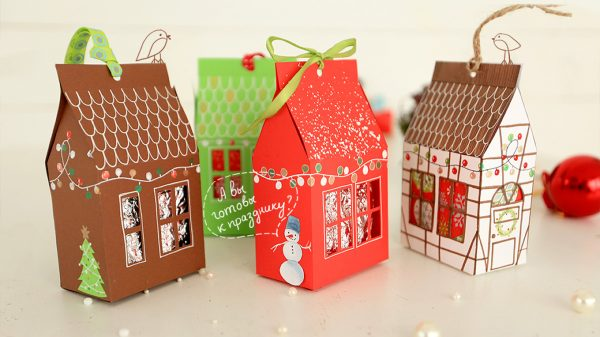 А вы
готовы
к празднику?